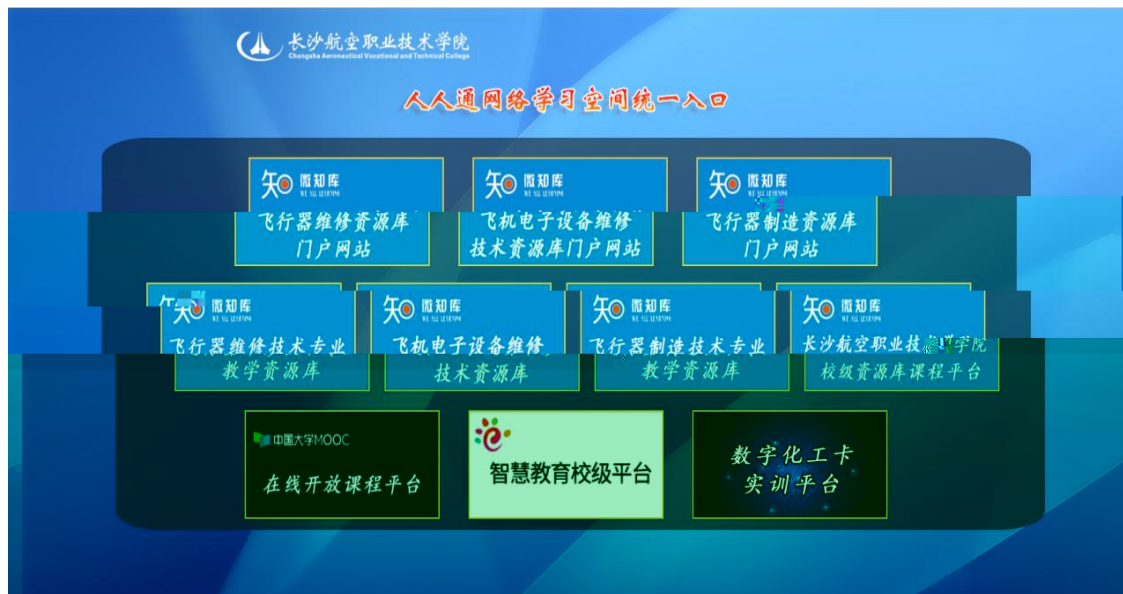 长沙航空职业技术学院
Changsha Aeronautical Vocational and Technical College
人人通网络学习空间统一入口
知 微知库
知 微知库
知 微知库
飞行器维修资源库
门户网站
飞机电子设备维修
技术资源库门户网站
飞行器制造资源库
门户网站
知 微知库
知 微知库
知 微知库
知 微知库
飞行器维修技术专业
教学资源库
飞机电子设备维修
技术资源库
飞行器制造技术专业
教学资源库
长沙航空职业技术学院
校级资源库课程平台
中国大学MOOC
在线开放课程平台
智慧教育校级平台
数字化工卡
实训平台